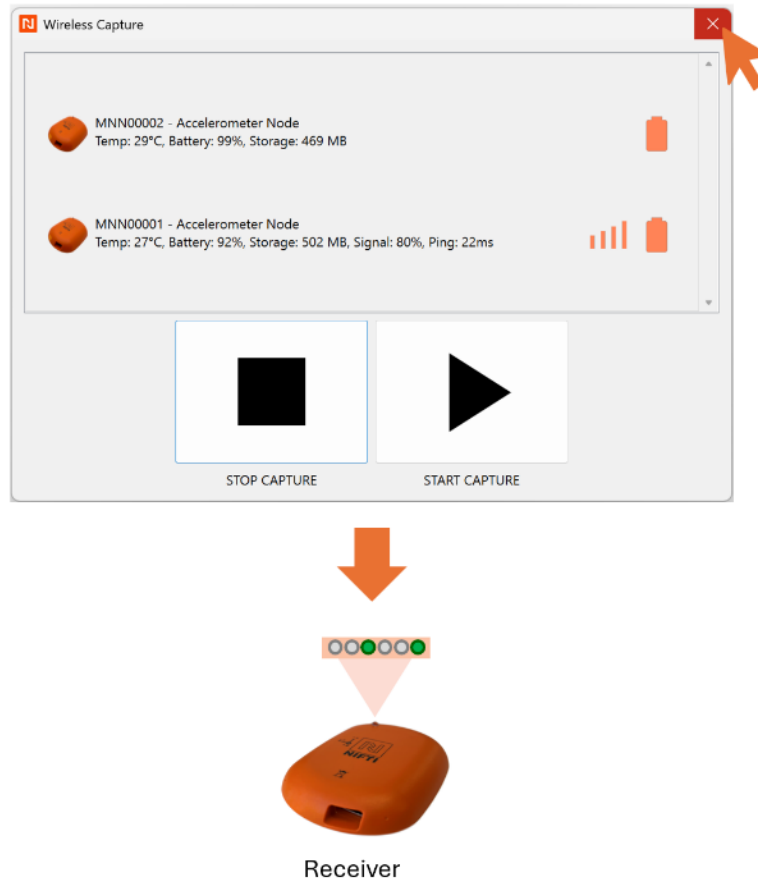 Wireless Capture
MNN00002 - Accelerometer Node
Temp: 29°C, Battery: 99%, Storage: 469 MB
MNN00001 - Accelerometer Node
Temp: 27°C, Battery: 92%, Storage: 502 MB, Signal: 80%, Ping: 22ms
STOP CAPTURE
START CAPTURE
NIFTI
Receiver